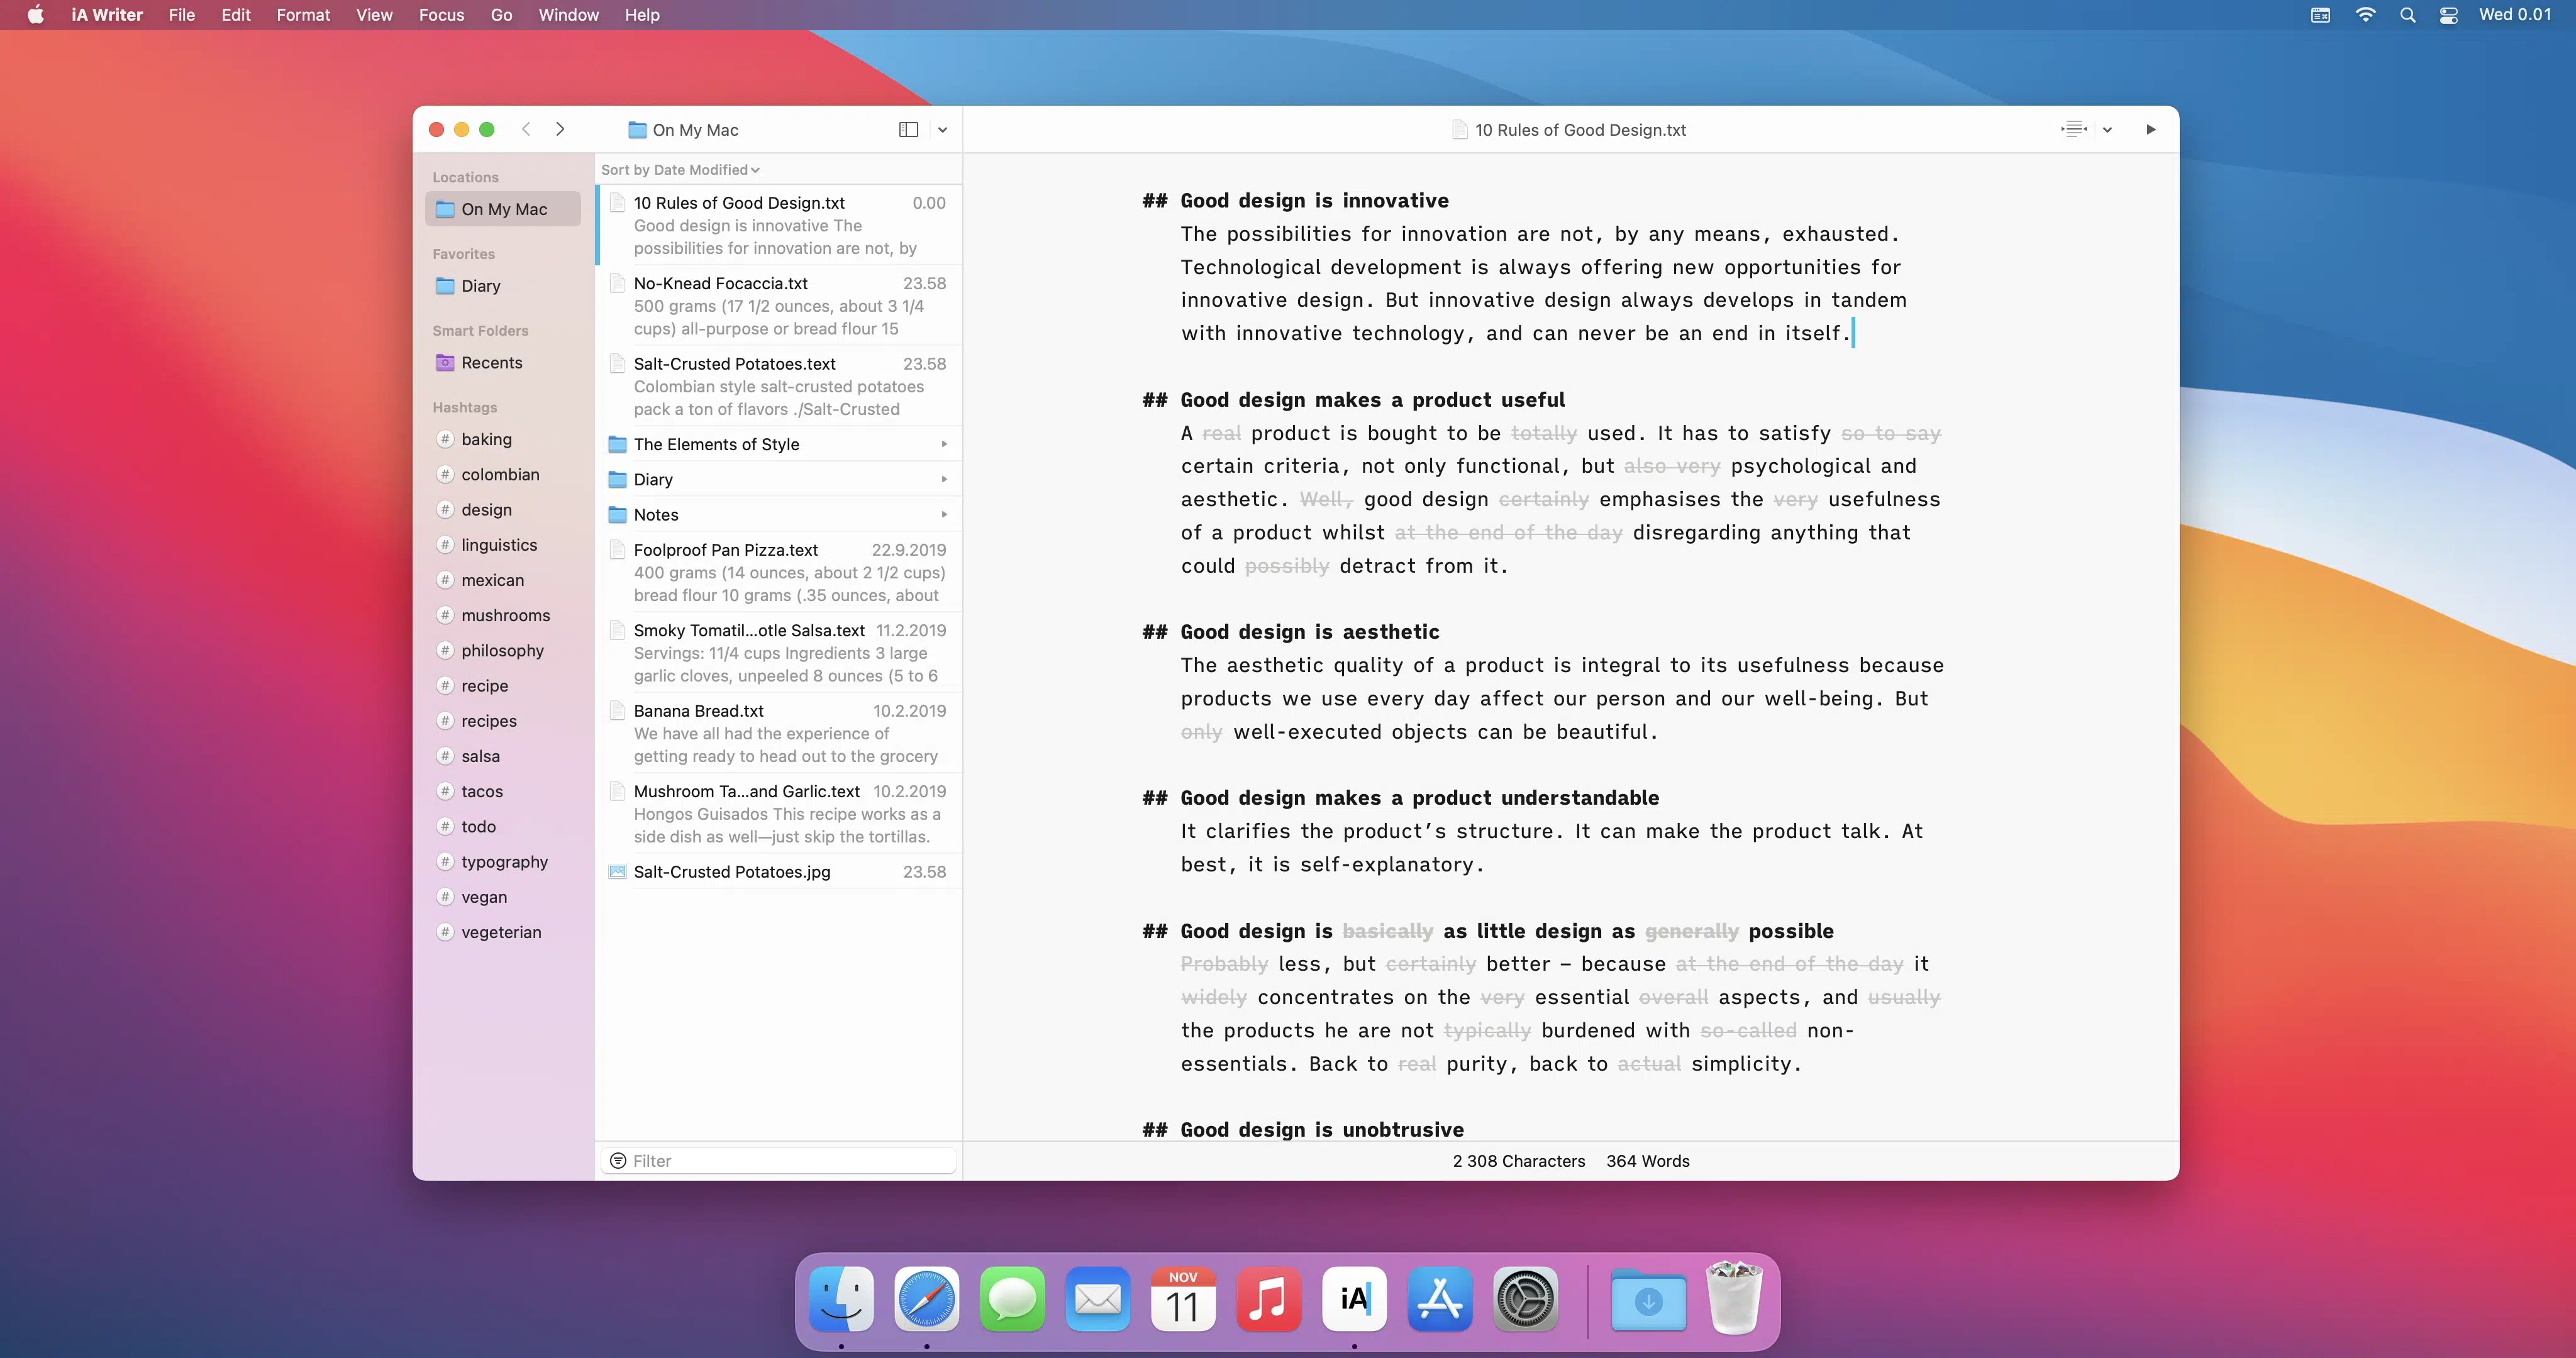 iA Writer File Edit Format View Focus Go Window Help Wed 0.01
On My Mac
10 Rules of Good Design.txt
Locations
On My Mac
Favorites
Diary
Smart Folders
Recents
Hashtags
# baking
# colombian
# design
# linguistics
# mexican
# mushrooms
# philosophy
# recipe
# recipes
# salsa
# tacos
# todo
# typography
# vegan
# vegeterian
Sort by Date Modified
10 Rules of Good Design.txt 0.00
Good design is innovative The
possibilities for innovation are not, by
No-Knead Focaccia.txt 23.58
500 grams (17 1/2 ounces, about 3 1/4
cups) all-purpose or bread flour 15
Salt-Crusted Potatoes.text 23.58
Colombian style salt-crusted potatoes
pack a ton of flavors ./Salt-Crusted
The Elements of Style
Diary
Notes
Foolproof Pan Pizza.text 22.9.2019
400 grams (14 ounces, about 2 1/2 cups)
bread flour 10 grams (.35 ounces, about
Smoky Tomatil...otle Salsa.text 11.2.2019
Servings: 11/4 cups Ingredients 3 large
garlic cloves, unpeeled 8 ounces (5 to 6
Banana Bread.txt 10.2.2019
We have all had the experience of
getting ready to head out to the grocery
Mushroom Ta...and Garlic.text 10.2.2019
Hongos Guisados This recipe works as a
side dish as well—just skip the tortillas.
Salt-Crusted Potatoes.jpg 23.58
Filter
## Good design is innovative
The possibilities for innovation are not, by any means, exhausted.
Technological development is always offering new opportunities for
innovative design. But innovative design always develops in tandem
with innovative technology, and can never be an end in itself.
## Good design makes a product useful
A real product is bought to be totally used. It has to satisfy so to say
certain criteria, not only functional, but also very psychological and
aesthetic. Well, good design certainly emphasises the very usefulness
of a product whilst at the end of the day disregarding anything that
could possibly detract from it.
## Good design is aesthetic
The aesthetic quality of a product is integral to its usefulness because
products we use every day affect our person and our well-being. But
only well-executed objects can be beautiful.
## Good design makes a product understandable
It clarifies the product’s structure. It can make the product talk. At
best, it is self-explanatory.
## Good design is basically as little design as generally possible
Probably less, but certainly better – because at the end of the day it
widely concentrates on the very essential overall aspects, and usually
the products he are not typically burdened with so-called non-
essentials. Back to real purity, back to actual simplicity.
## Good design is unobtrusive
2 308 Characters 364 Words
NOV
11
iA